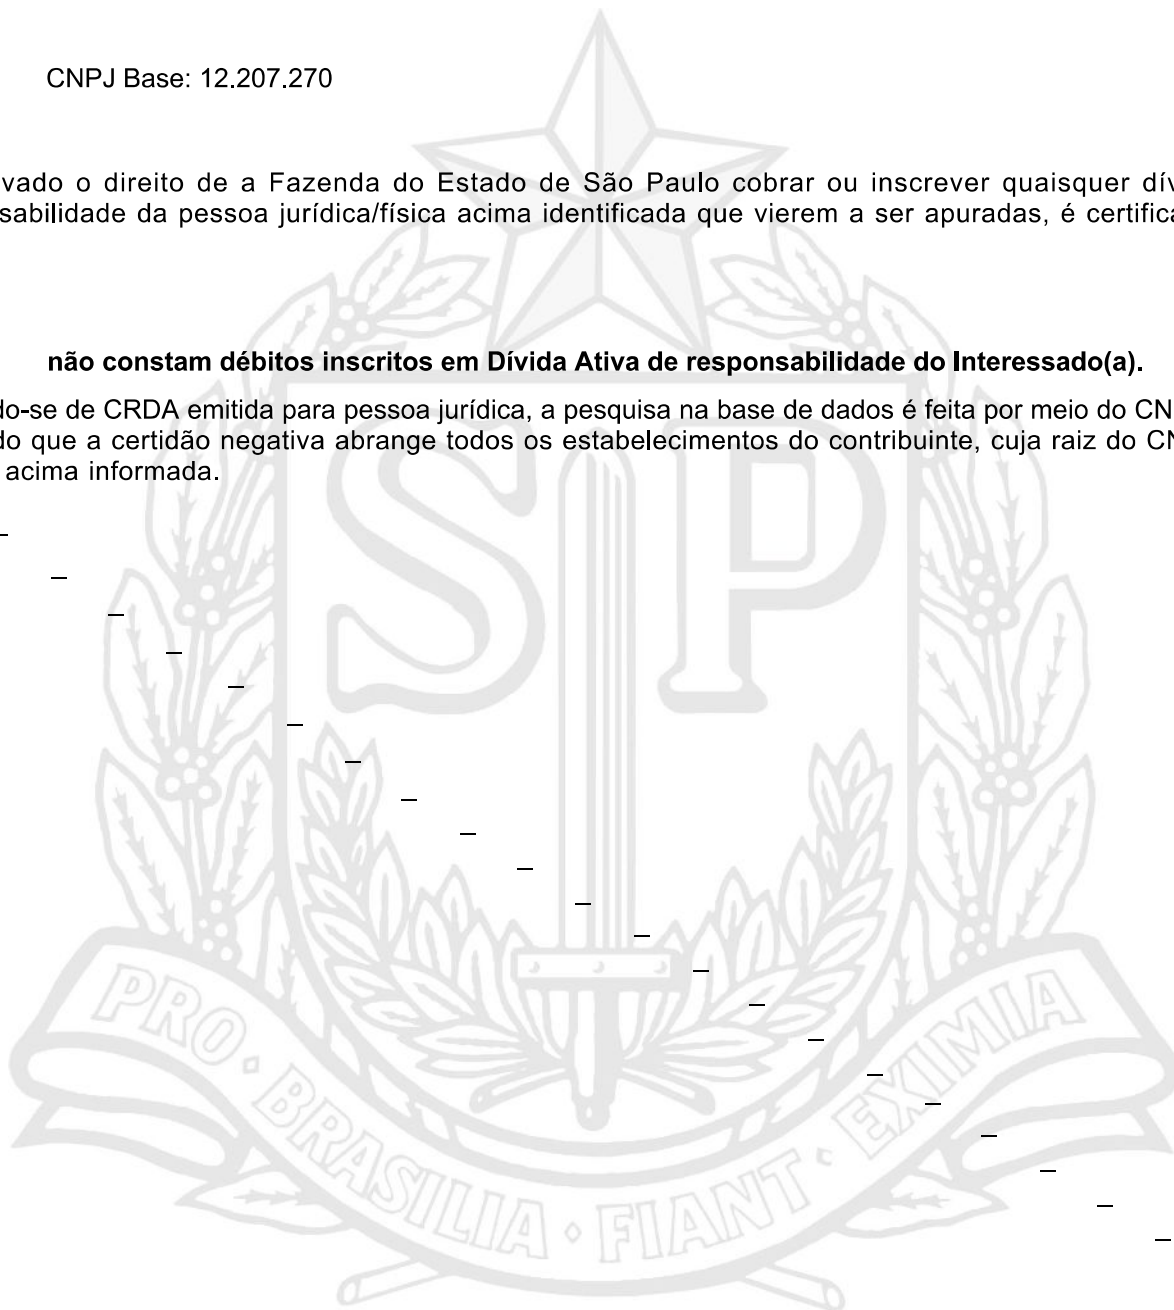 CNPJ Base: 12.207.270
vado o direito de a Fazenda do Estado de São Paulo cobrar ou inscrever quaisquer dív
sabilidade da pessoa jurídica/física acima identificada que vierem a ser apuradas, é certific
não constam débitos inscritos em Dívida Ativa de responsabilidade do Interessado(a).
do-se de CRDA emitida para pessoa jurídica, a pesquisa na base de dados é feita por meio do CN
do que a certidão negativa abrange todos os estabelecimentos do contribuinte, cuja raiz do CN
acima informada.
SP
PRO • BRASILIA • FIANT • EXIMIA